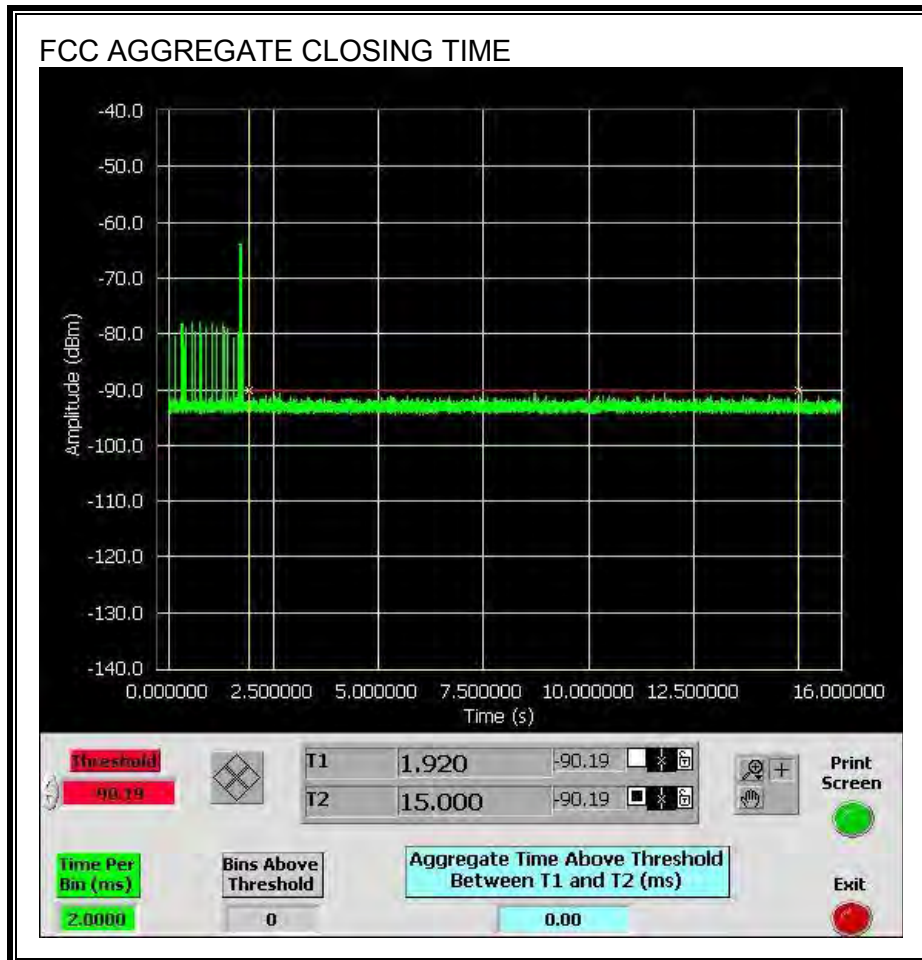 FCC AGGREGATE CLOSING TIME
-40.0
-50.0
-60.0
-70.0
-80.0
-90.0
-100.0
-110.0
-120.0
-130.0
-140.0
Amplitude (dBm)
0.000000 2.500000 5.000000 7.500000 10.000000 12.500000 16.000000
Time (s)
Threshold
-90.19
T1 1.920 -90.19
T2 15.000 -90.19
Print
Screen
Time Per
Bin (ms)
2.0000
Bins Above
Threshold
0
Aggregate Time Above Threshold
Between T1 and T2 (ms)
0.00
Exit